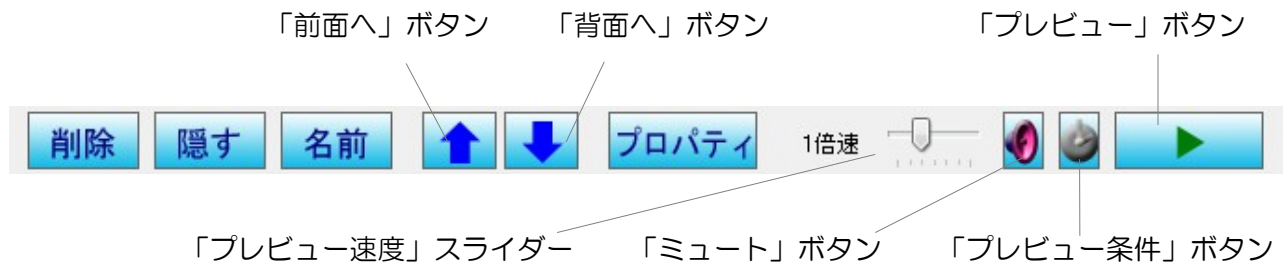 「前面へ」ボタン 「背面へ」ボタン 「プレビュー」ボタン
削除 隠す 名前 プロパティ 1倍速
「プレビュー速度」スライダー 「ミュート」ボタン 「プレビュー条件」ボタン